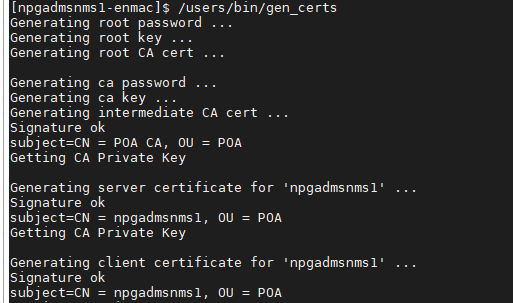 [npgadmsnms1-enmac]$ /users/bin/gen_certs
Generating root password ...
Generating root key ...
Generating root CA cert ...
Generating ca password ...
Generating ca key ...
Generating intermediate CA cert ...
Signature ok
subject=CN = POA CA, OU = POA
Getting CA Private Key
Generating server certificate for 'npgadmsnms1' ...
Signature ok
subject=CN = npgadmsnms1, OU = POA
Getting CA Private Key
Generating client certificate for 'npgadmsnms1' ...
Signature ok
subject=CN = npgadmsnms1, OU = POA